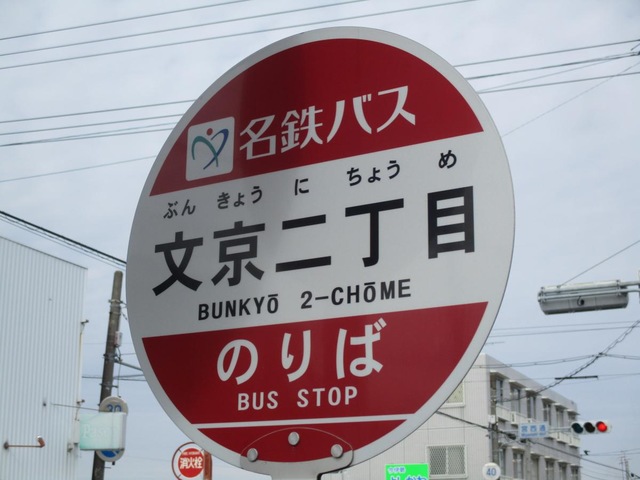 名鉄バス
ぶん きょう に ちょう め
文京二丁目
BUNKYŌ 2-CHŌME
のりば
BUS STOP
消火栓
40